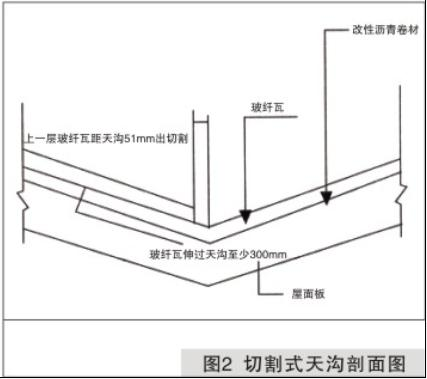 改性沥青卷材
玻纤瓦
上一层玻纤瓦距天沟51mm出切割
玻纤瓦伸过天沟至少300mm
屋面板
图2 切割式天沟剖面图